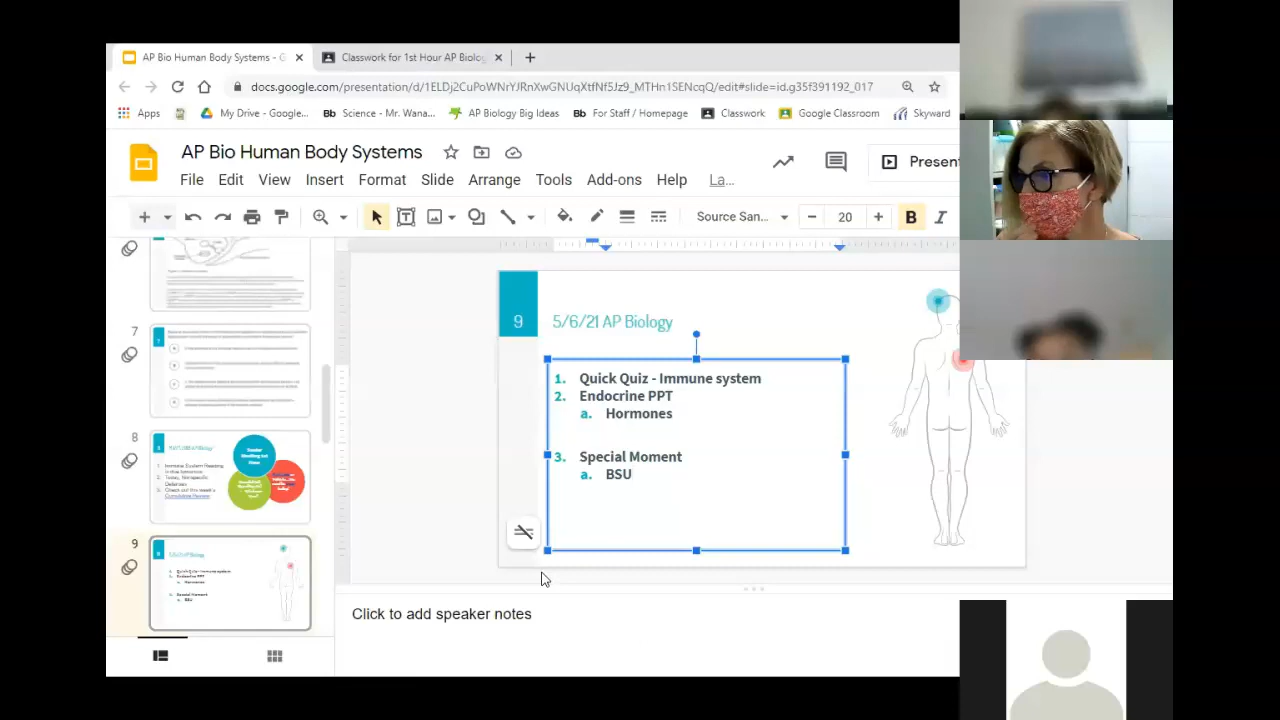 AP Bio Human Body Systems - G
Classwork for 1st Hour AP Biolog
docs.google.com/presentation/d/1ELDj2CuPoWNrYJRnXwGNUqXtfNf5Jz9_MTHn1SENcqQ/edit#slide=id.g35f391192_017
Apps
My Drive - Google...
Bb Science - Mr. Wana...
AP Biology Big Ideas
Bb For Staff / Homepage
Classwork
Google Classroom
Skyward
AP Bio Human Body Systems
Presen
File Edit View Insert Format Slide Arrange Tools Add-ons Help La...
Source San... 20 B I
7
8
9
9
5/6/21 AP Biology
1. Quick Quiz - Immune system
2. Endocrine PPT
a. Hormones
3. Special Moment
a. BSU
Click to add speaker notes